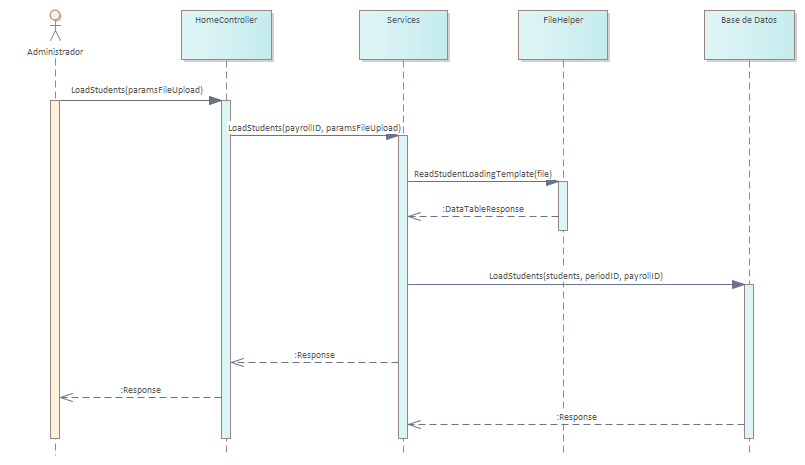 HomeController
Services
FileHelper
Base de Datos
Administrador
LoadStudents(paramsFileUpload)
LoadStudents(payrollID, paramsFileUpload)
ReadStudentLoadingTemplate(file)
:DataTableResponse
LoadStudents(students, periodID, payrollID)
:Response
:Response
:Response